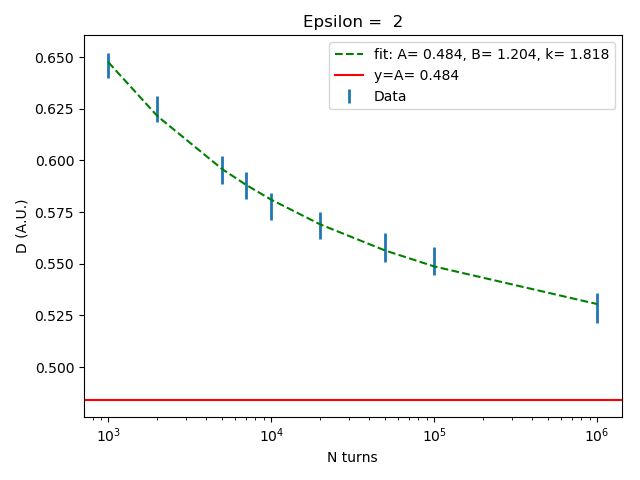 Epsilon =  2
fit: A= 0.484, B= 1.204, k= 1.818
y=A= 0.484
Data
D (A.U.)
0.650
0.625
0.600
0.575
0.550
0.525
0.500
10³ 10⁴ 10⁵ 10⁶
N turns